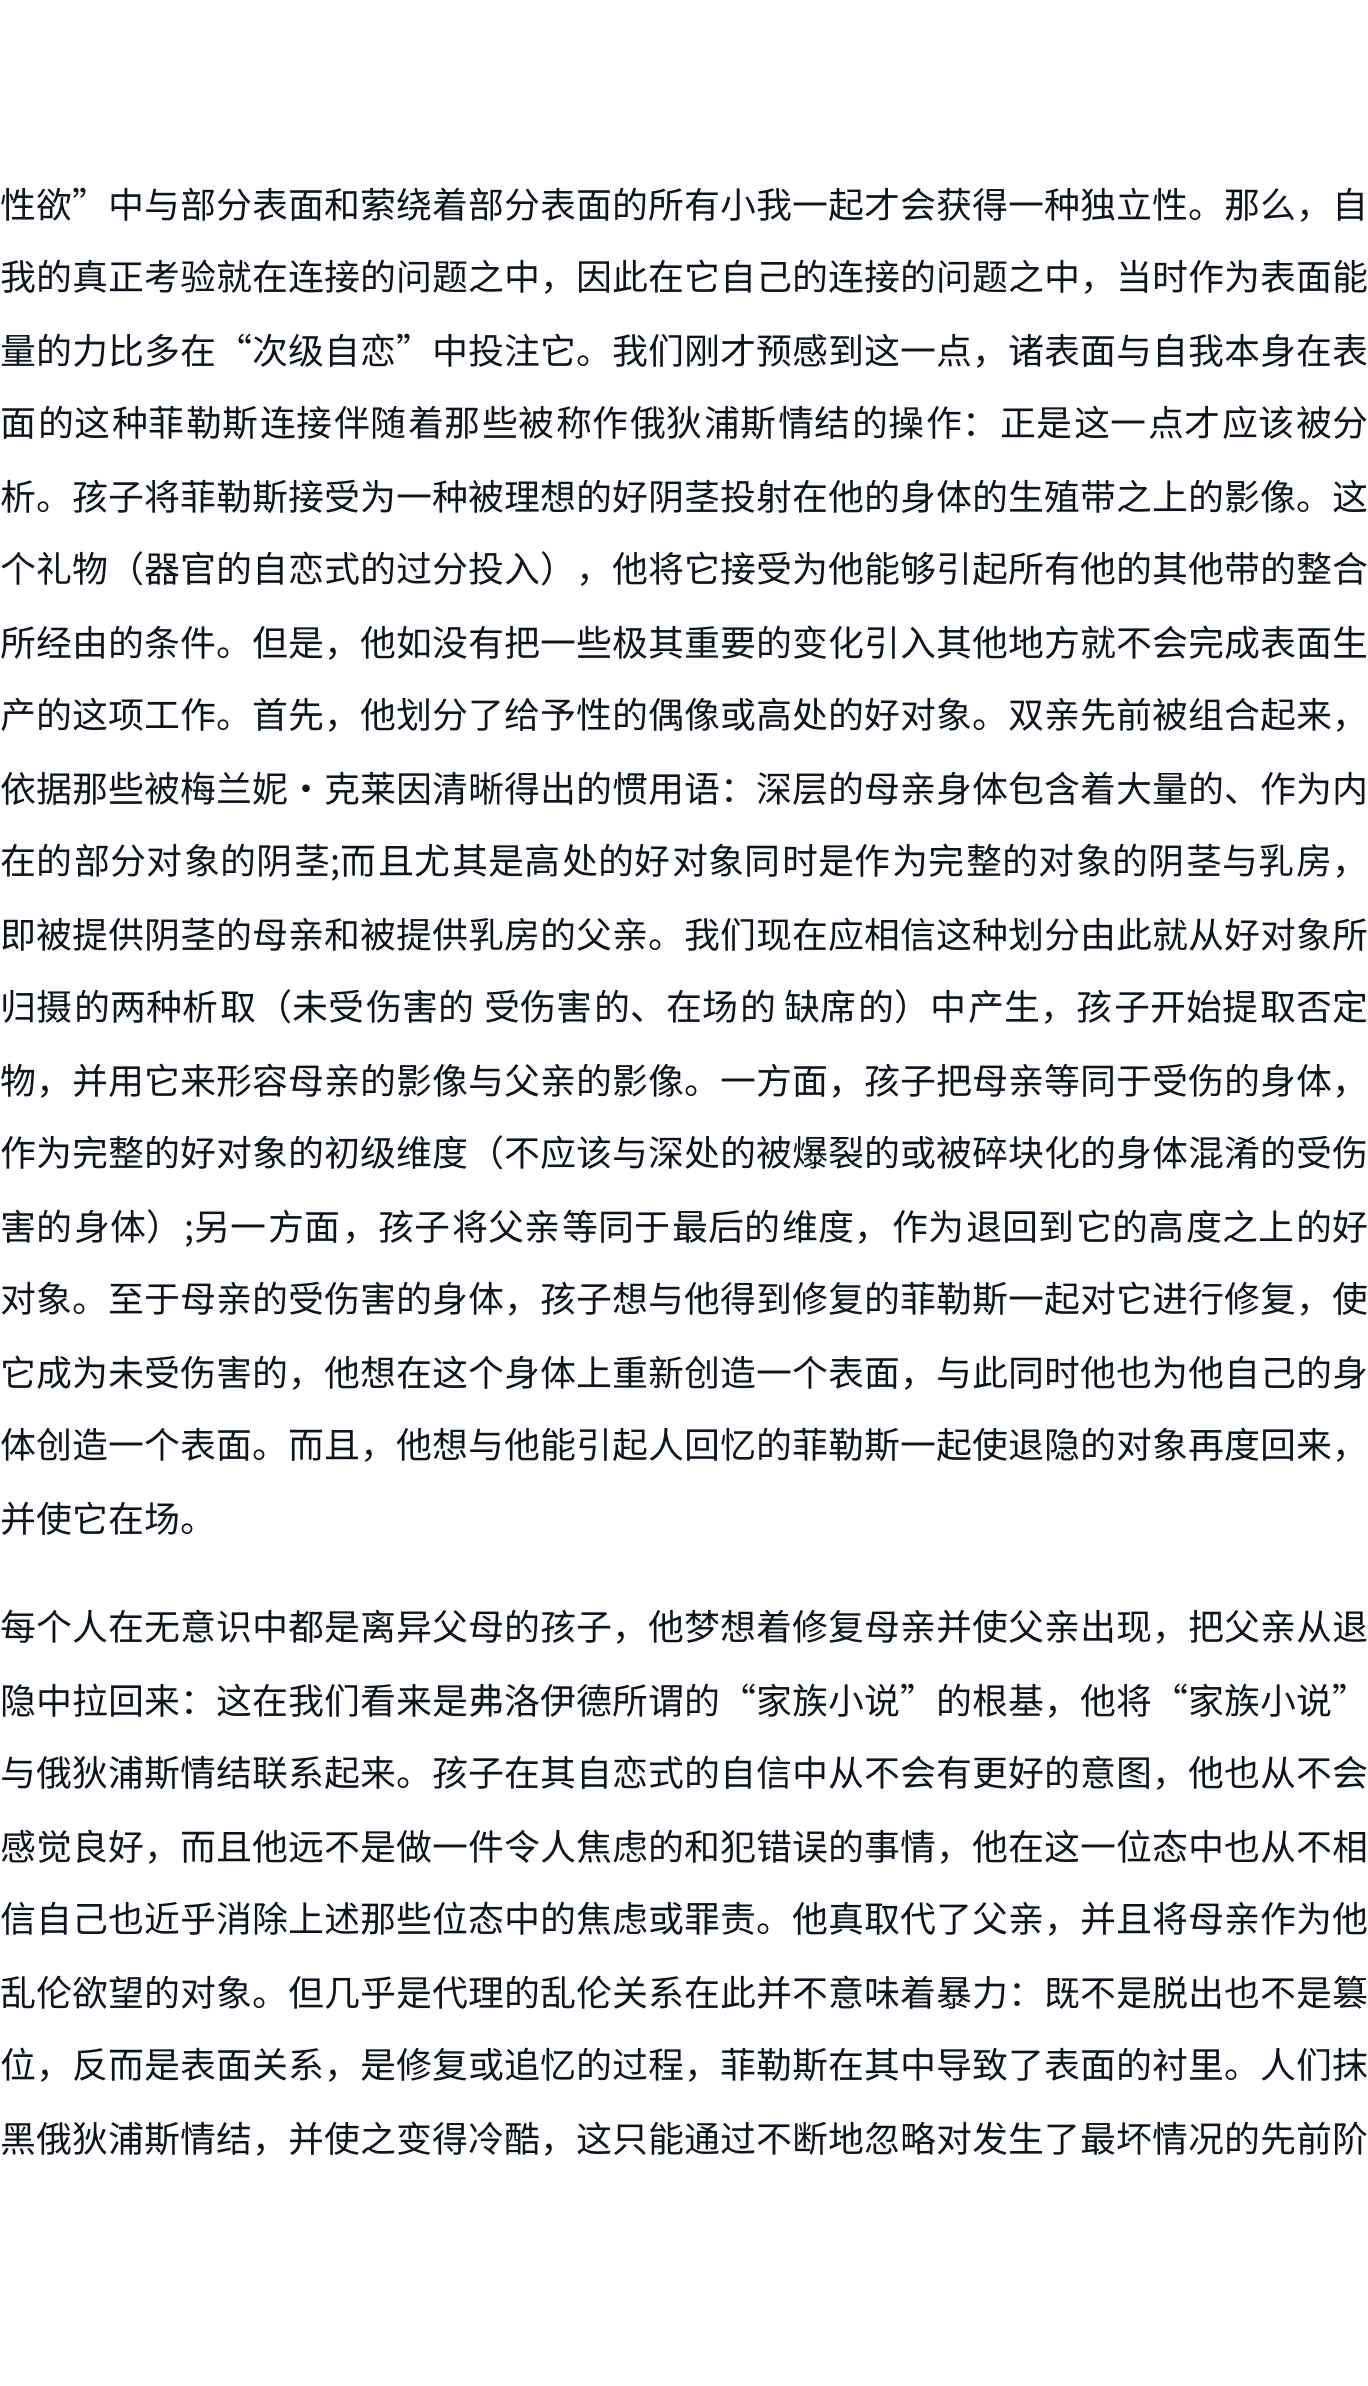 性欲”中与部分表面和萦绕着部分表面的所有小我一起才会获得一种独立性。那么，自
我的真正考验就在连接的问题之中，因此在它自己的连接的问题之中，当时作为表面能
量的力比多在“次级自恋”中投注它。我们刚才预感到这一点，诸表面与自我本身在表
面的这种菲勒斯连接伴随着那些被称作俄狄浦斯情结的操作：正是这一点才应该被分
析。孩子将菲勒斯接受为一种被理想的好阴茎投射在他的身体的生殖带之上的影像。这
个礼物（器官的自恋式的过分投入），他将它接受为他能够引起所有他的其他带的整合
所经由的条件。但是，他如没有把一些极其重要的变化引入其他地方就不会完成表面生
产的这项工作。首先，他划分了给予性的偶像或高处的好对象。双亲先前被组合起来，
依据那些被梅兰妮·克莱因清晰得出的惯用语：深层的母亲身体包含着大量的、作为内
在的部分对象的阴茎;而且尤其是高处的好对象同时是作为完整的对象的阴茎与乳房，
即被提供阴茎的母亲和被提供乳房的父亲。我们现在应相信这种划分由此就从好对象所
归摄的两种析取（未受伤害的 受伤害的、在场的 缺席的）中产生，孩子开始提取否定
物，并用它来形容母亲的影像与父亲的影像。一方面，孩子把母亲等同于受伤的身体，
作为完整的好对象的初级维度（不应该与深处的被爆裂的或被碎块化的身体混淆的受伤
害的身体）;另一方面，孩子将父亲等同于最后的维度，作为退回到它的高度之上的好
对象。至于母亲的受伤害的身体，孩子想与他得到修复的菲勒斯一起对它进行修复，使
它成为未受伤害的，他想在这个身体上重新创造一个表面，与此同时他也为他自己的身
体创造一个表面。而且，他想与他能引起人回忆的菲勒斯一起使退隐的对象再度回来，
并使它在场。
每个人在无意识中都是离异父母的孩子，他梦想着修复母亲并使父亲出现，把父亲从退
隐中拉回来：这在我们看来是弗洛伊德所谓的“家族小说”的根基，他将“家族小说”
与俄狄浦斯情结联系起来。孩子在其自恋式的自信中从不会有更好的意图，他也从不会
感觉良好，而且他远不是做一件令人焦虑的和犯错误的事情，他在这一位态中也从不相
信自己也近乎消除上述那些位态中的焦虑或罪责。他真取代了父亲，并且将母亲作为他
乱伦欲望的对象。但几乎是代理的乱伦关系在此并不意味着暴力：既不是脱出也不是篡
位，反而是表面关系，是修复或追忆的过程，菲勒斯在其中导致了表面的衬里。人们抹
黑俄狄浦斯情结，并使之变得冷酷，这只能通过不断地忽略对发生了最坏情况的先前阶